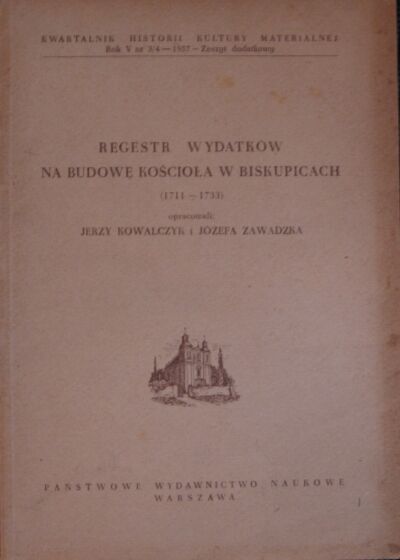 KWARTALNIK HISTORII KULTURY MATERIALNEJ
Rok V nr 3/4 — 1957 — Zeszyt dodatkowy
REGESTR WYDATKÓW
NA BUDOWĘ KOŚCIOŁA W BISKUPICACH
(1711 — 1733)
opracowali:
JERZY KOWALCZYK i JÓZEFA ZAWADZKA
PAŃSTWOWE WYDAWNICTWO NAUKOWE
WARSZAWA